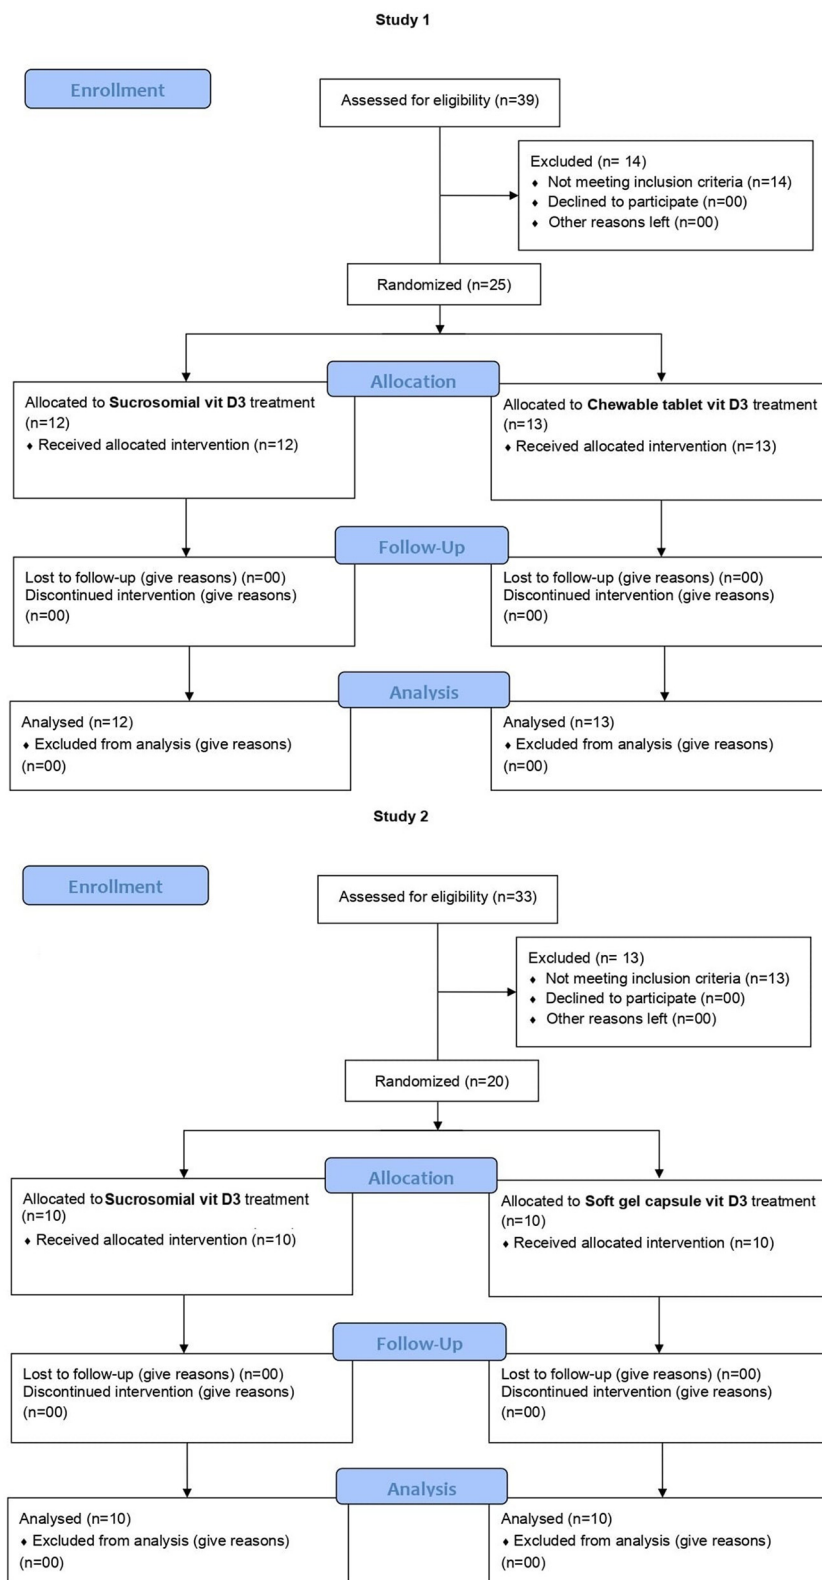 Study 1
Enrollment
Assessed for eligibility (n=39)
Excluded (n= 14)
♦ Not meeting inclusion criteria (n=14)
♦ Declined to participate (n=00)
♦ Other reasons left (n=00)
Randomized (n=25)
Allocation
Allocated to Sucrosomial vit D3 treatment
(n=12)
♦ Received allocated intervention (n=12)
Allocated to Chewable tablet vit D3 treatment
(n=13)
♦ Received allocated intervention (n=13)
Follow-Up
Lost to follow-up (give reasons) (n=00)
Discontinued intervention (give reasons)
(n=00)
Lost to follow-up (give reasons) (n=00)
Discontinued intervention (give reasons)
(n=00)
Analysis
Analysed (n=12)
♦ Excluded from analysis (give reasons)
(n=00)
Analysed (n=13)
♦ Excluded from analysis (give reasons)
(n=00)
Study 2
Enrollment
Assessed for eligibility (n=33)
Excluded (n= 13)
♦ Not meeting inclusion criteria (n=13)
♦ Declined to participate (n=00)
♦ Other reasons left (n=00)
Randomized (n=20)
Allocation
Allocated to Sucrosomial vit D3 treatment
(n=10)
♦ Received allocated intervention (n=10)
Allocated to Soft gel capsule vit D3 treatment
(n=10)
♦ Received allocated intervention (n=10)
Follow-Up
Lost to follow-up (give reasons) (n=00)
Discontinued intervention (give reasons)
(n=00)
Lost to follow-up (give reasons) (n=00)
Discontinued intervention (give reasons)
(n=00)
Analysis
Analysed (n=10)
♦ Excluded from analysis (give reasons)
(n=00)
Analysed (n=10)
♦ Excluded from analysis (give reasons)
(n=00)